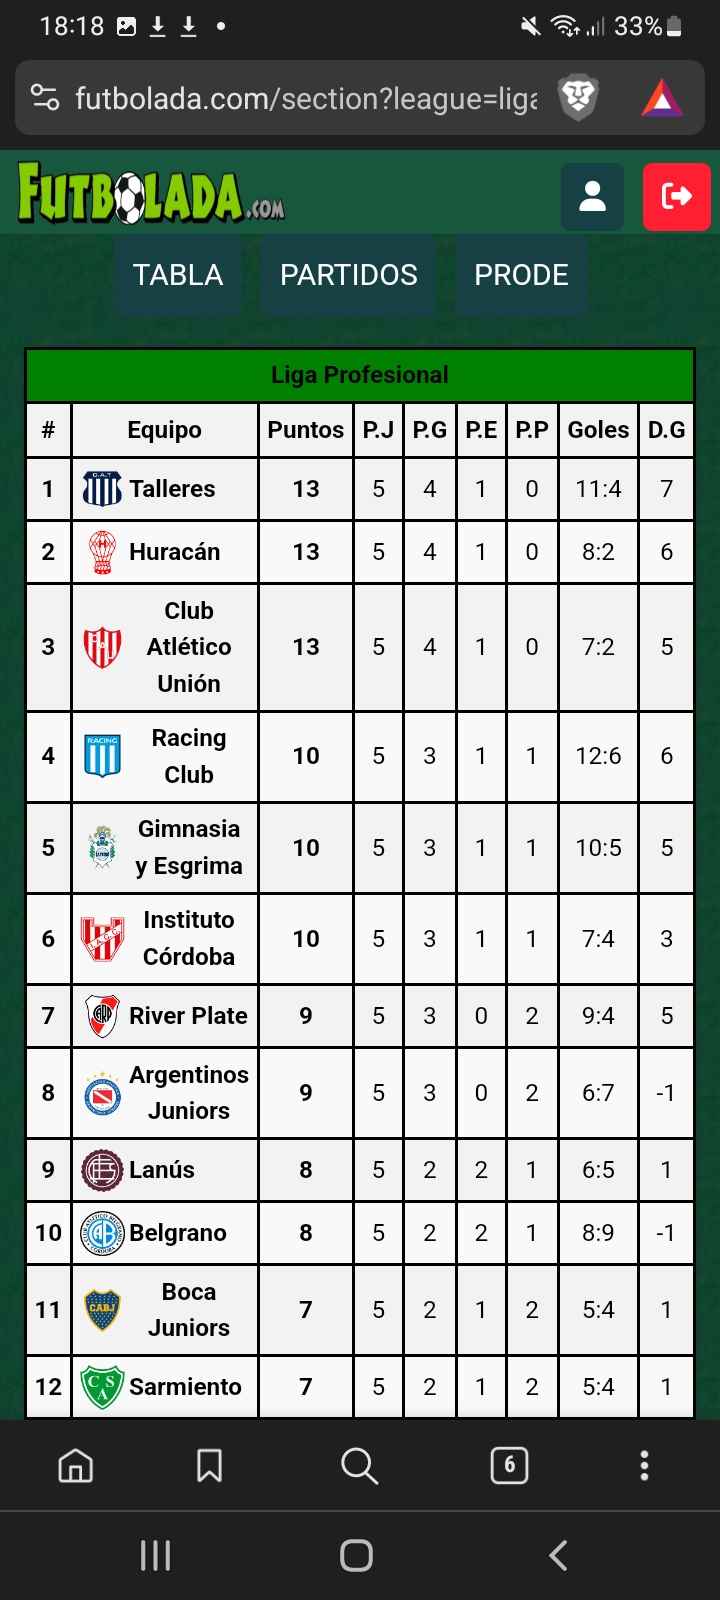 18:18 33%
futbolada.com/section?league=liga
FUTBOLADA.COM
TABLA PARTIDOS PRODE
Liga Profesional
# Equipo Puntos P.J P.G P.E P.P Goles D.G
1 Talleres 13 5 4 1 0 11:4 7
2 Huracán 13 5 4 1 0 8:2 6
Club
3 Atlético 13 5 4 1 0 7:2 5
Unión
RACING
Racing
4 10 5 3 1 1 12:6 6
Club
Gimnasia
5 10 5 3 1 1 10:5 5
y Esgrima
Instituto
6 10 5 3 1 1 7:4 3
Córdoba
7 River Plate 9 5 3 0 2 9:4 5
Argentinos
8 9 5 3 0 2 6:7 -1
Juniors
9 Lanús 8 5 2 2 1 6:5 1
10 Belgrano 8 5 2 2 1 8:9 -1
Boca
11 CABJ 7 5 2 1 2 5:4 1
Juniors
12 CSA Sarmiento 7 5 2 1 2 5:4 1
6